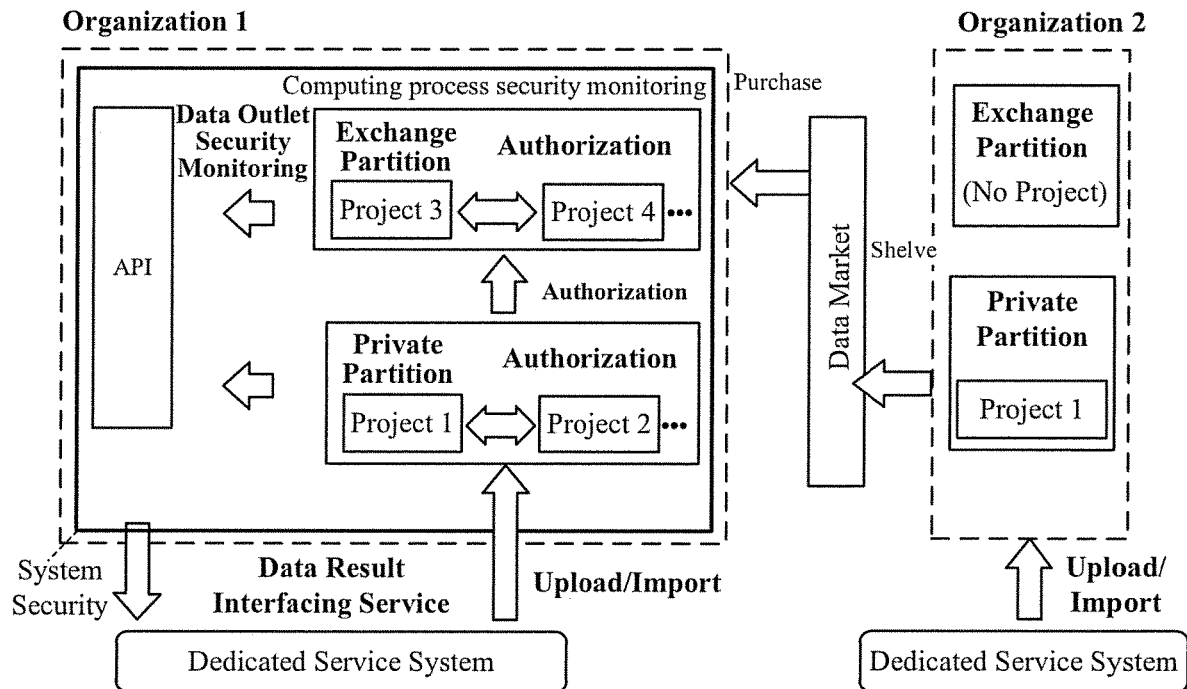 Organization 1
Organization 2
Computing process security monitoring
Purchase
Data Outlet
Security
Monitoring
Exchange
Partition
Authorization
Project 3
Project 4
•••
API
Authorization
Private
Partition
Authorization
Project 1
Project 2
•••
Data Market
Shelve
Exchange
Partition
(No Project)
Private
Partition
Project 1
System
Security
Data Result
Interfacing Service
Upload/Import
Upload/
Import
Dedicated Service System
Dedicated Service System